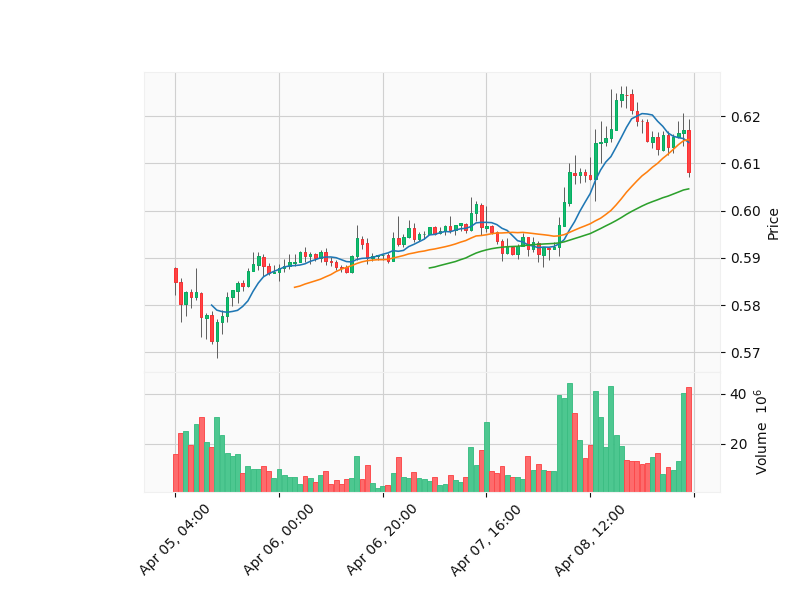 0.62
0.61
0.60
0.59
0.58
0.57
Price
40
20
Volume 10^6
Apr 05, 04:00
Apr 06, 00:00
Apr 06, 20:00
Apr 07, 16:00
Apr 08, 12:00